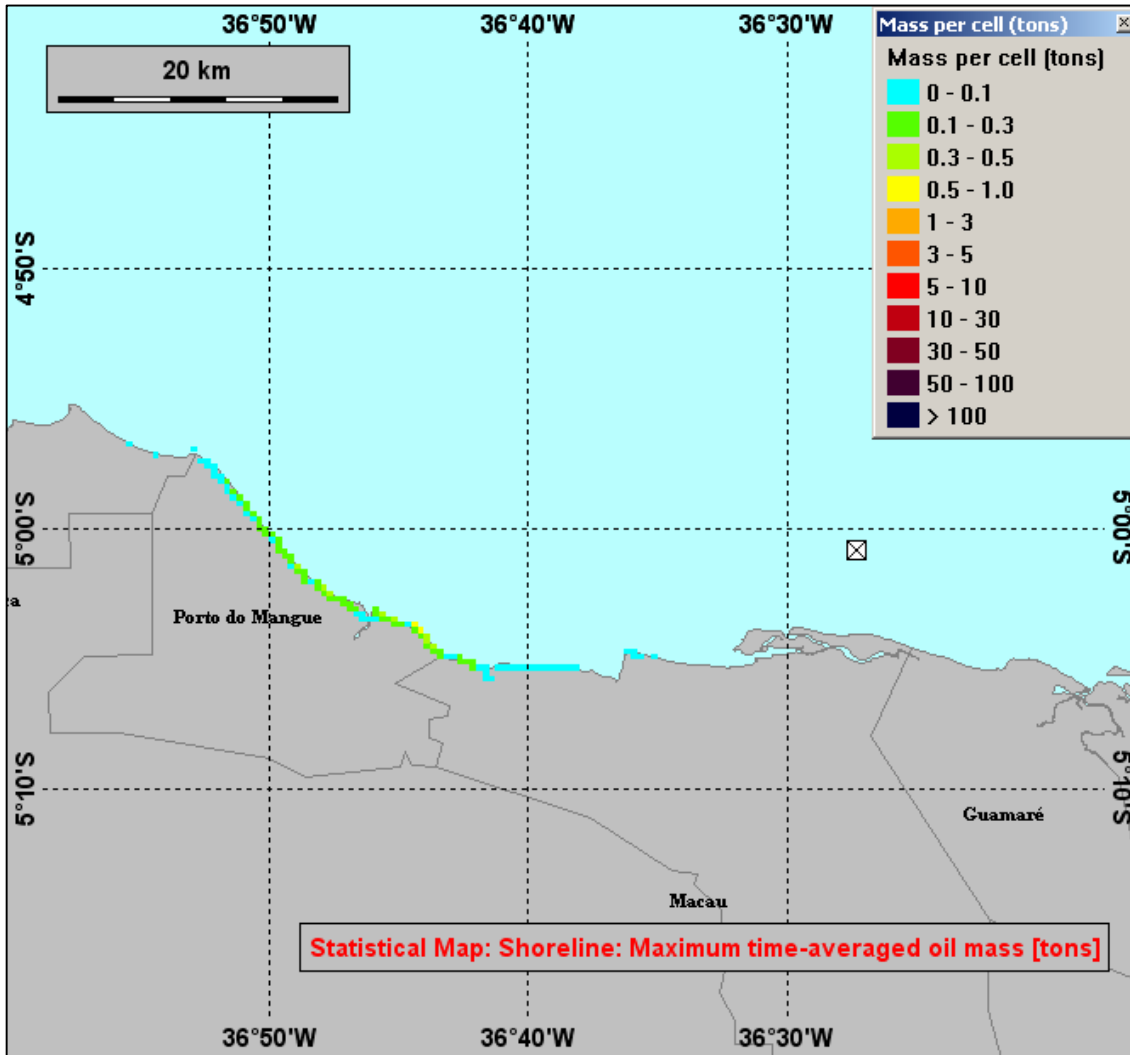 36°50'W 36°40'W 36°30'W
Mass per cell (tons)
Mass per cell (tons)
0 - 0.1
0.1 - 0.3
0.3 - 0.5
0.5 - 1.0
1 - 3
3 - 5
5 - 10
10 - 30
30 - 50
50 - 100
> 100
20 km
4°50'S
5°00'S 5°00'S
Porto do Mangue
5°10'S 5°10'S
Guamaré
Macau
Statistical Map: Shoreline: Maximum time-averaged oil mass [tons]
36°50'W 36°40'W 36°30'W